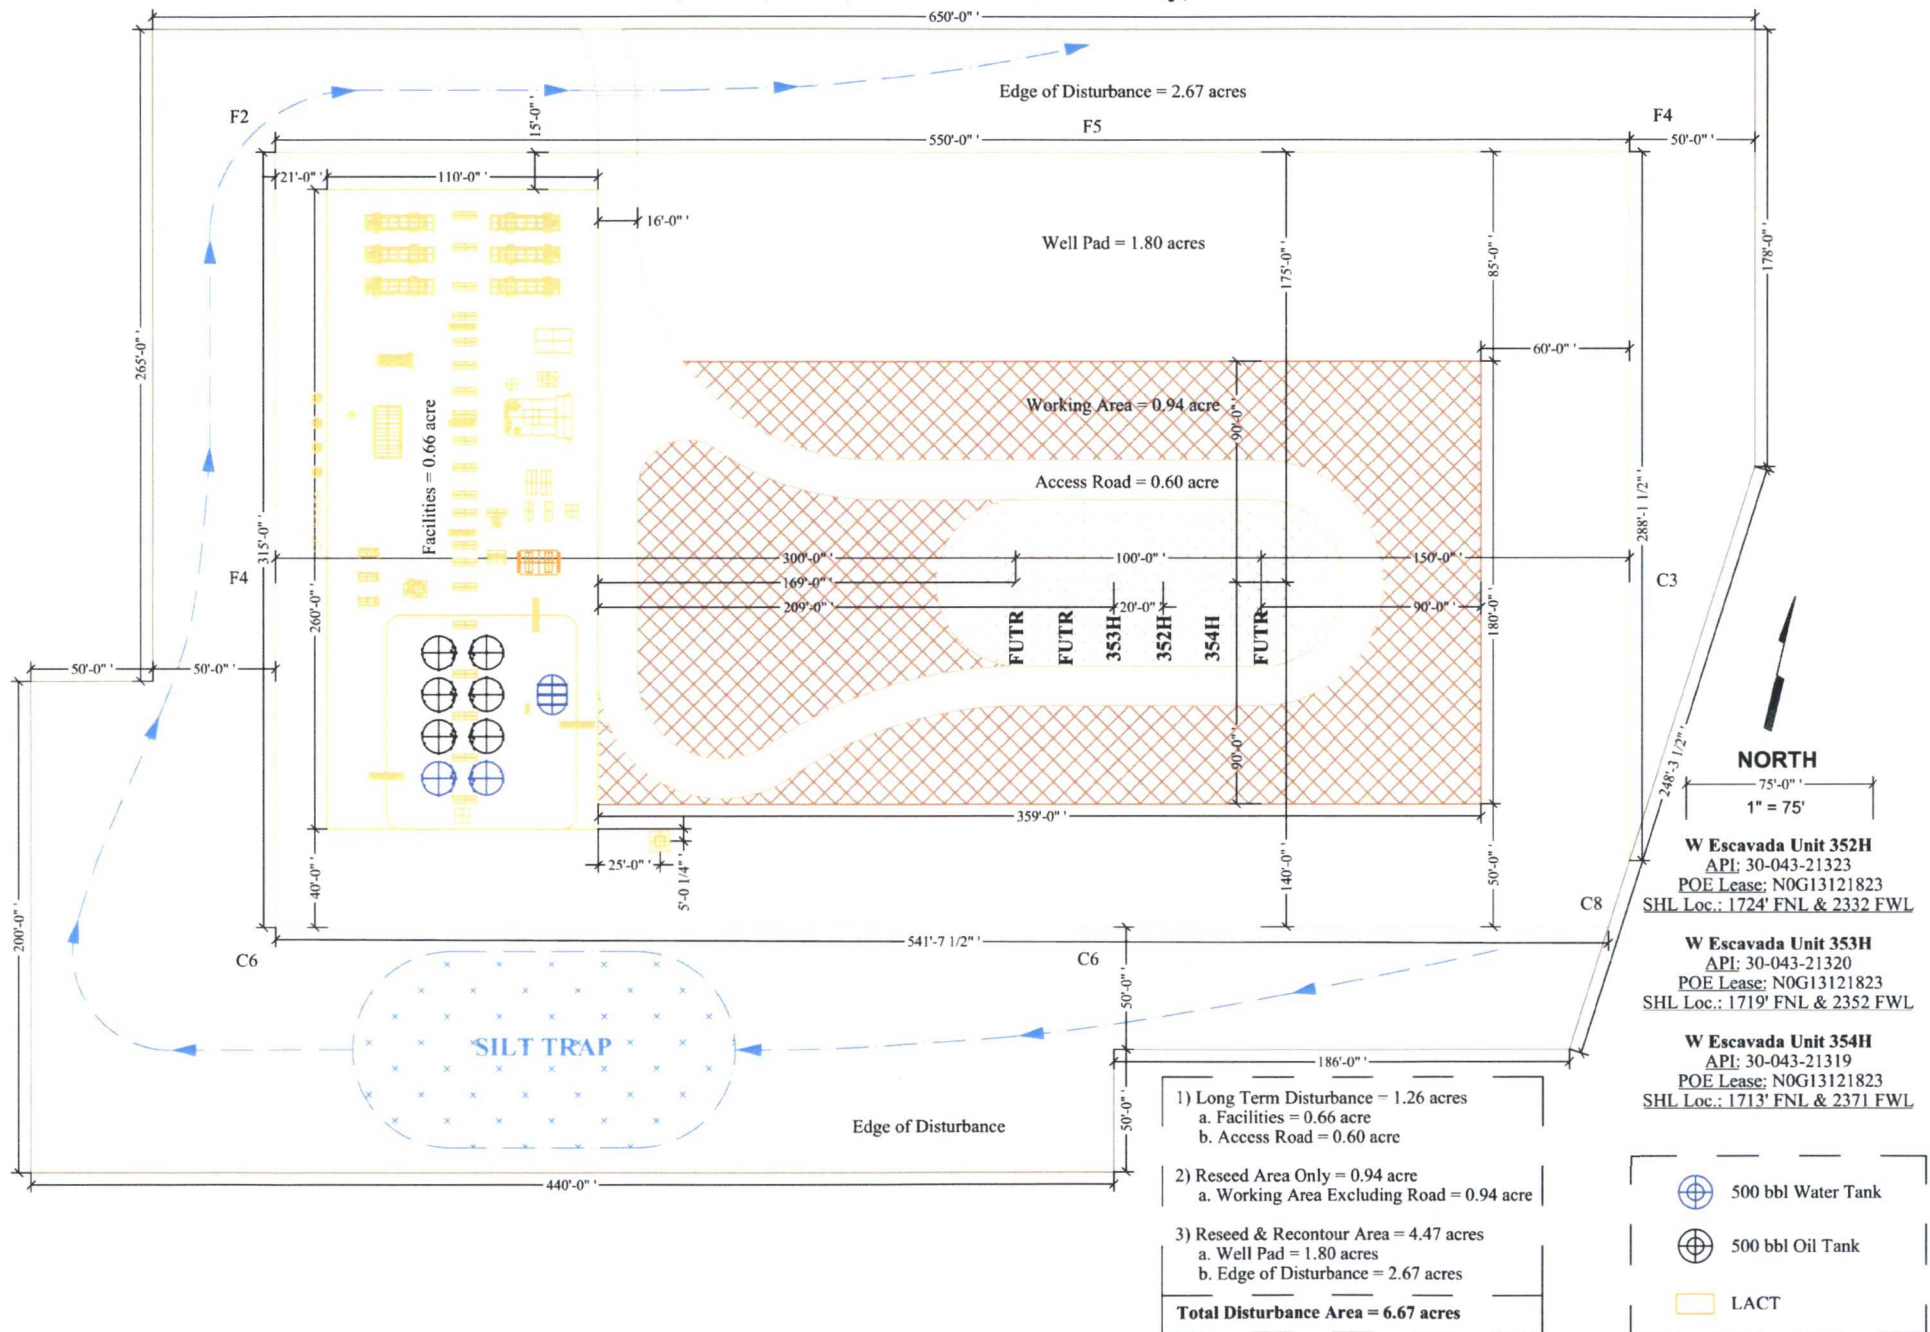 650'-0" '
Edge of Disturbance = 2.67 acres
F2
15'-0" '
F5
F4
550'-0" '
50'-0" '
21'-0" '
110'-0" '
16'-0" '
Well Pad = 1.80 acres
175'-0" '
85'-0" '
178'-0" '
265'-0" '
60'-0" '
Working Area = 0.94 acre
90'-0" '
Facilities = 0.66 acre
Access Road = 0.60 acre
288'-1 1/2" '
315'-0" '
300'-0" '
100'-0" '
150'-0" '
F4
C3
169'-0" '
209'-0" '
20'-0" '
90'-0" '
260'-0" '
180'-0" '
FUTR
FUTR
353H
352H
354H
FUTR
50'-0" '
50'-0" '
90'-0" '
248'-3 1/2" '
NORTH
75'-0" '
1" = 75'
359'-0" '
W Escavada Unit 352H
API: 30-043-21323
POE Lease: N0G13121823
SHL Loc.: 1724' FNL & 2332 FWL
25'-0" '
5'-0 1/4" '
40'-0" '
140'-0" '
50'-0" '
C8
200'-0" '
541'-7 1/2" '
C6
C6
W Escavada Unit 353H
API: 30-043-21320
POE Lease: N0G13121823
SHL Loc.: 1719' FNL & 2352 FWL
50'-0" '
SILT TRAP
186'-0" '
W Escavada Unit 354H
API: 30-043-21319
POE Lease: N0G13121823
SHL Loc.: 1713' FNL & 2371 FWL
50'-0" '
Edge of Disturbance
440'-0" '
1) Long Term Disturbance = 1.26 acres
a. Facilities = 0.66 acre
b. Access Road = 0.60 acre
2) Reseed Area Only = 0.94 acre
a. Working Area Excluding Road = 0.94 acre
3) Reseed & Recontour Area = 4.47 acres
a. Well Pad = 1.80 acres
b. Edge of Disturbance = 2.67 acres
Total Disturbance Area = 6.67 acres
500 bbl Water Tank
500 bbl Oil Tank
LACT